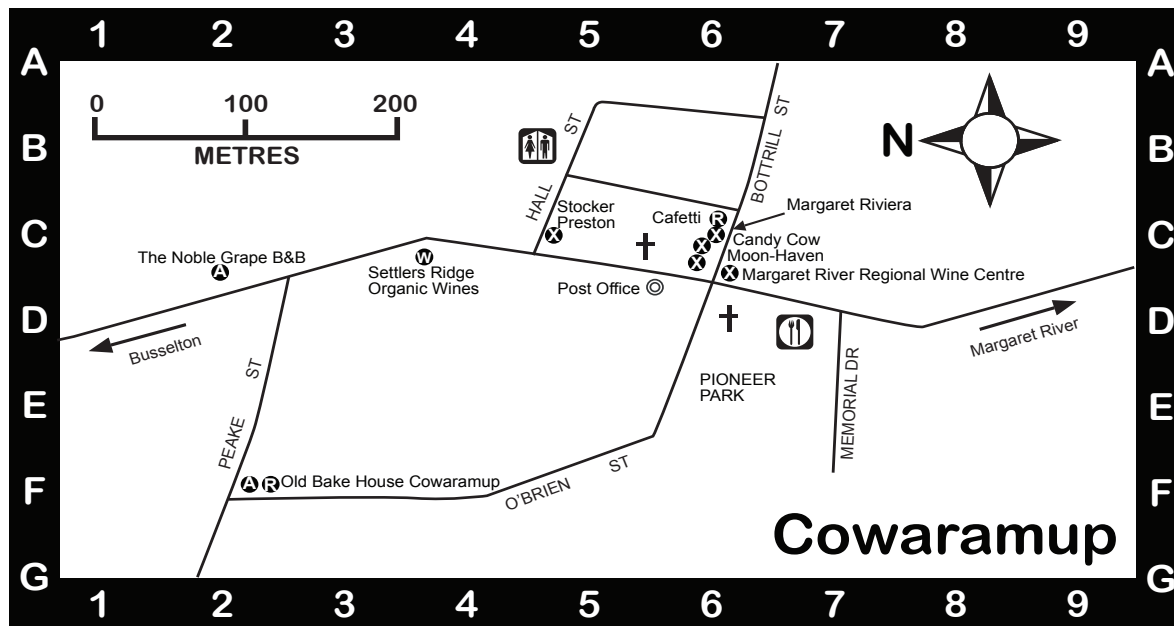 1 2 3 4 5 6 7 8 9
A A
0 100 200
METRES
B B
ST
HALL
BOTTRILL ST
N
Margaret Riviera
Stocker
Preston
Cafetti R
X X X X X
C C
Candy Cow
Moon-Haven
Margaret River Regional Wine Centre
The Noble Grape B&B
A
W
Settlers Ridge
Organic Wines
Post Office
D D
Busselton
Margaret River
PEAKE ST
PIONEER
PARK
MEMORIAL DR
E E
A R Old Bake House Cowaramup
O'BRIEN ST
F F
Cowaramup
G G
1 2 3 4 5 6 7 8 9